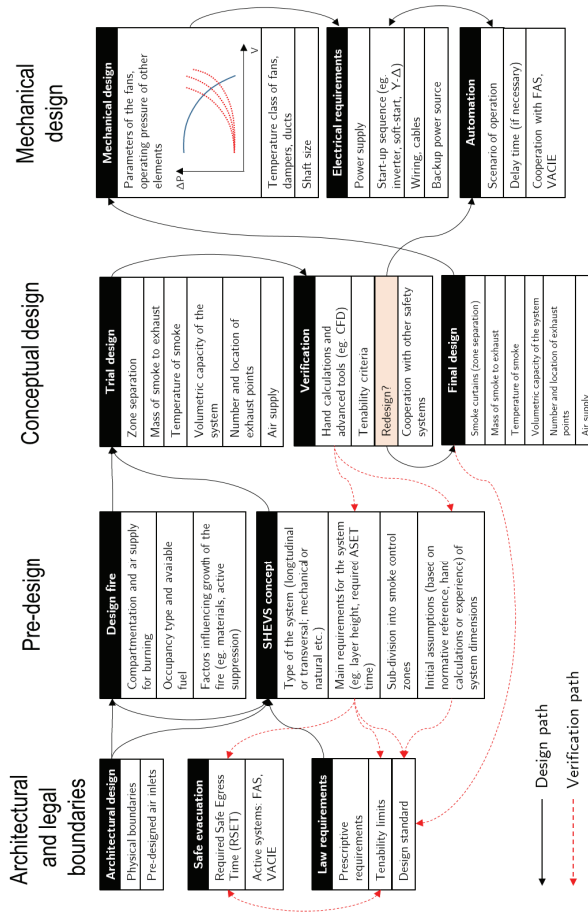 Architectural
and legal
boundaries
Architectural design
Physical boundaries
Pre-designed air inlets
Safe evacuation
Required Safe Egress
Time (RSET)
Active systems: FAS,
VACIE
Law requirements
Prescriptive
requirements
Tenability limits
Design standard
Pre-design
Design fire
Compartmentation and ar supply
for burning
Occupancy type and avaiable
fuel
Factors influencing growth of the
fire (eg. materials, active
suppression)
SHEVS concept
Type of the system (longitudinal
or transversal; mechanical or
natural etc.)
Main requirements for the system
(eg. layer height, required ASET
time)
Sub-division into smoke control
zones
Initial assumptions (based on
normative reference, hand
calculations or experience) of
system dimensions
Conceptual design
Trial design
Zone separation
Mass of smoke to exhaust
Temperature of smoke
Volumetric capacity of the
system
Number and location of
exhaust points
Air supply
Verification
Hand calculations and
advanced tools (eg. CFD)
Tenability criteria
Redesign?
Cooperation with other safety
systems
Final design
Smoke curtains (zone separation)
Mass of smoke to exhaust
Temperature of smoke
Volumetric capacity of the system
Number and location of exhaust
points
Air supply
Mechanical
design
Mechanical design
Parameters of the fans,
operating pressure of other
elements
ΔP
V
Temperature class of fans,
dampers, ducts
Shaft size
Electrical requirements
Power supply
Start-up sequence (eg.
inverter, soft-start, Y-Δ)
Wiring, cables
Backup power source
Automation
Scenario of operation
Delay time (if necessary)
Cooperation with FAS,
VACIE
Design path
Verification path